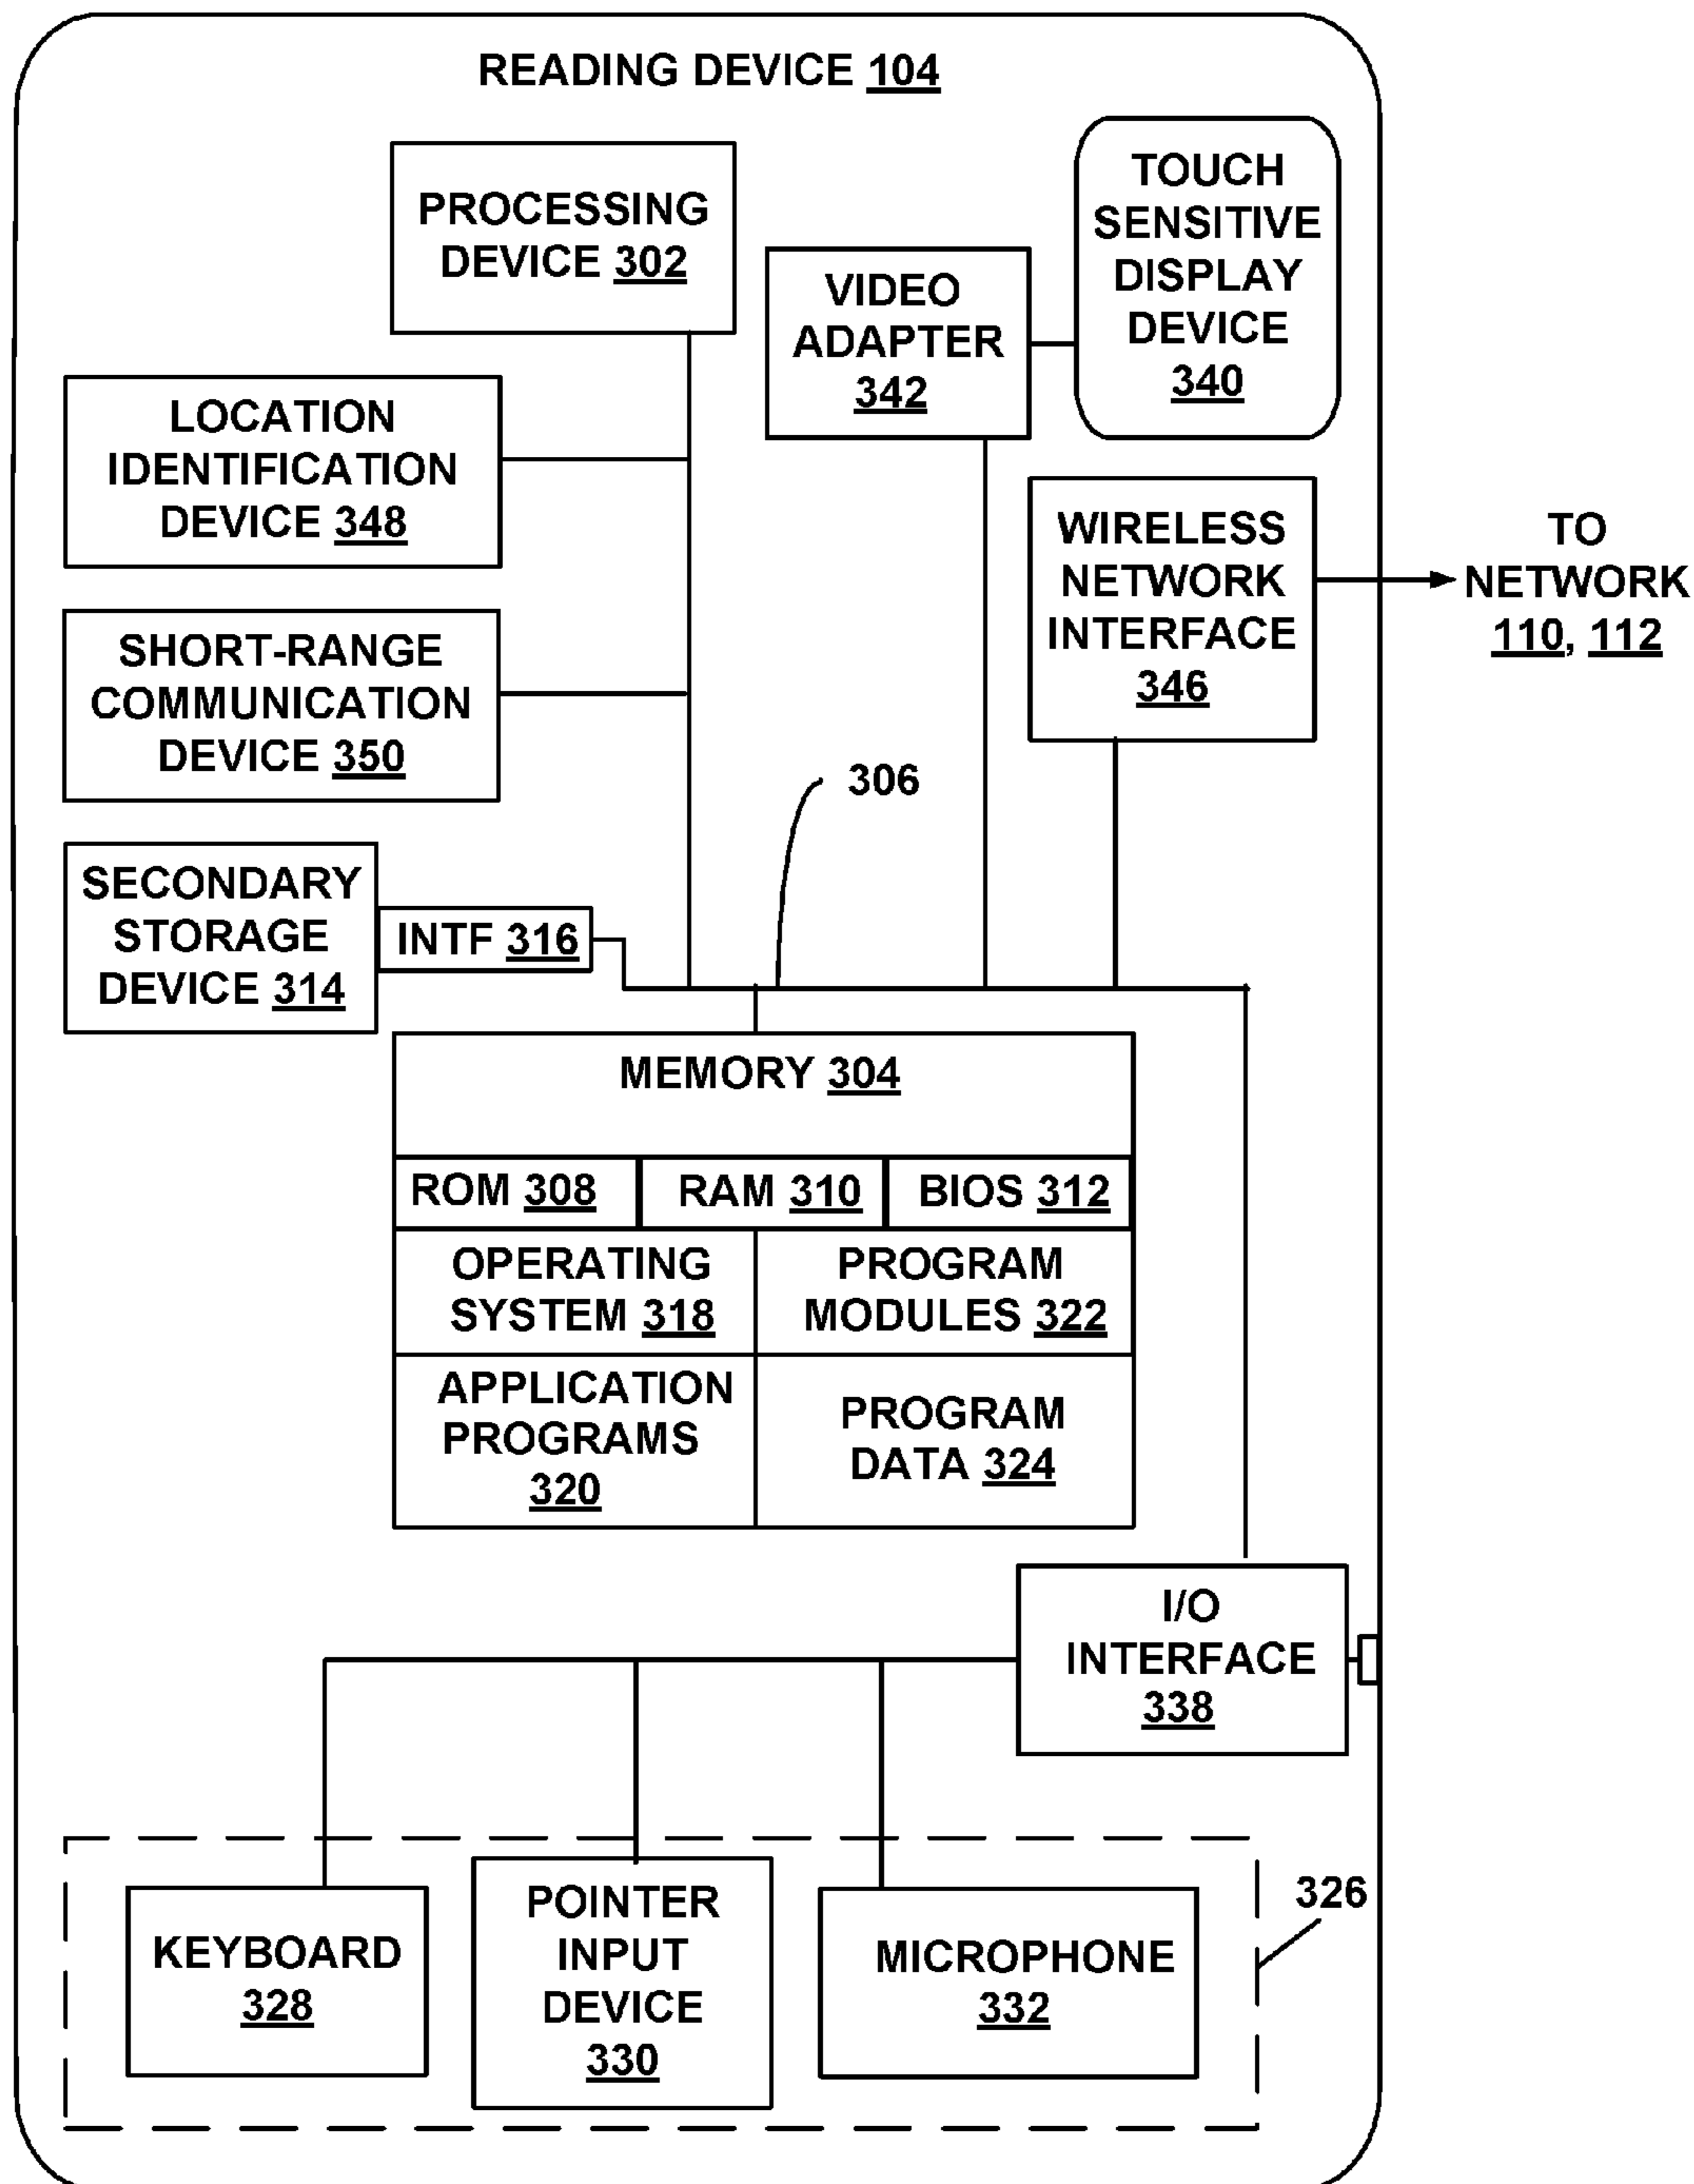 READING DEVICE 104
PROCESSING
DEVICE 302
TOUCH
SENSITIVE
DISPLAY
DEVICE
340
VIDEO
ADAPTER
342
LOCATION
IDENTIFICATION
DEVICE 348
WIRELESS
NETWORK
INTERFACE
346
TO
NETWORK
110, 112
SHORT-RANGE
COMMUNICATION
DEVICE 350
306
SECONDARY
STORAGE
DEVICE 314
INTF 316
MEMORY 304
ROM 308
RAM 310
BIOS 312
OPERATING
SYSTEM 318
PROGRAM
MODULES 322
APPLICATION
PROGRAMS
320
PROGRAM
DATA 324
I/O
INTERFACE
338
326
KEYBOARD
328
POINTER
INPUT
DEVICE
330
MICROPHONE
332